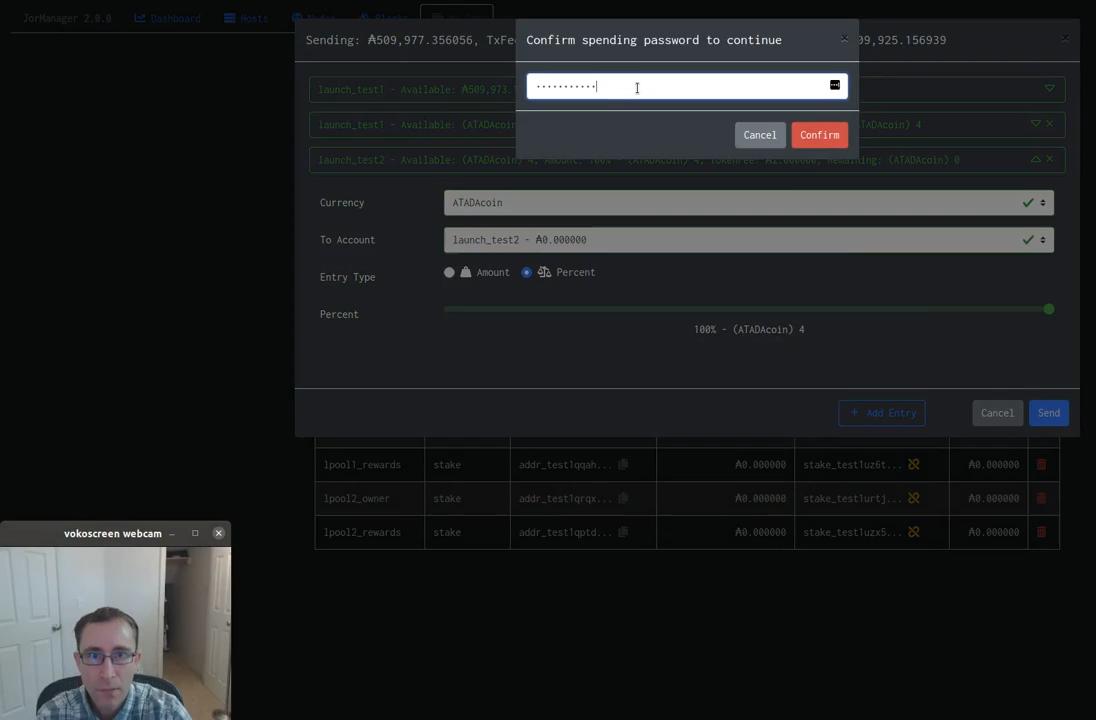 JorManager 2.0.0 Dashboard Hosts Nodes Blocks
Sending: ₳509,977.356056, TxFe
09,925.156939
Confirm spending password to continue
Cancel Confirm
launch_test1 - Available: ₳509,973.
launch_test1 - Available: (ATADAcoin
TADAcoin) 4
launch_test2 - Available: (ATADAcoin) 4, Amount: 100% - (ATADAcoin) 4, TokenFee: ₳2.000000, Remaining: (ATADAcoin) 0
Currency ATADAcoin
To Account launch_test2 - ₳0.000000
Entry Type Amount Percent
Percent
100% - (ATADAcoin) 4
+ Add Entry Cancel Send
lpool1_rewards stake addr_test1qqah... ₳0.000000 stake_test1uz6t... ₳0.000000
lpool2_owner stake addr_test1qrqx... ₳0.000000 stake_test1urtj... ₳0.000000
lpool2_rewards stake addr_test1qptd... ₳0.000000 stake_test1uzx5... ₳0.000000
vokoscreen webcam